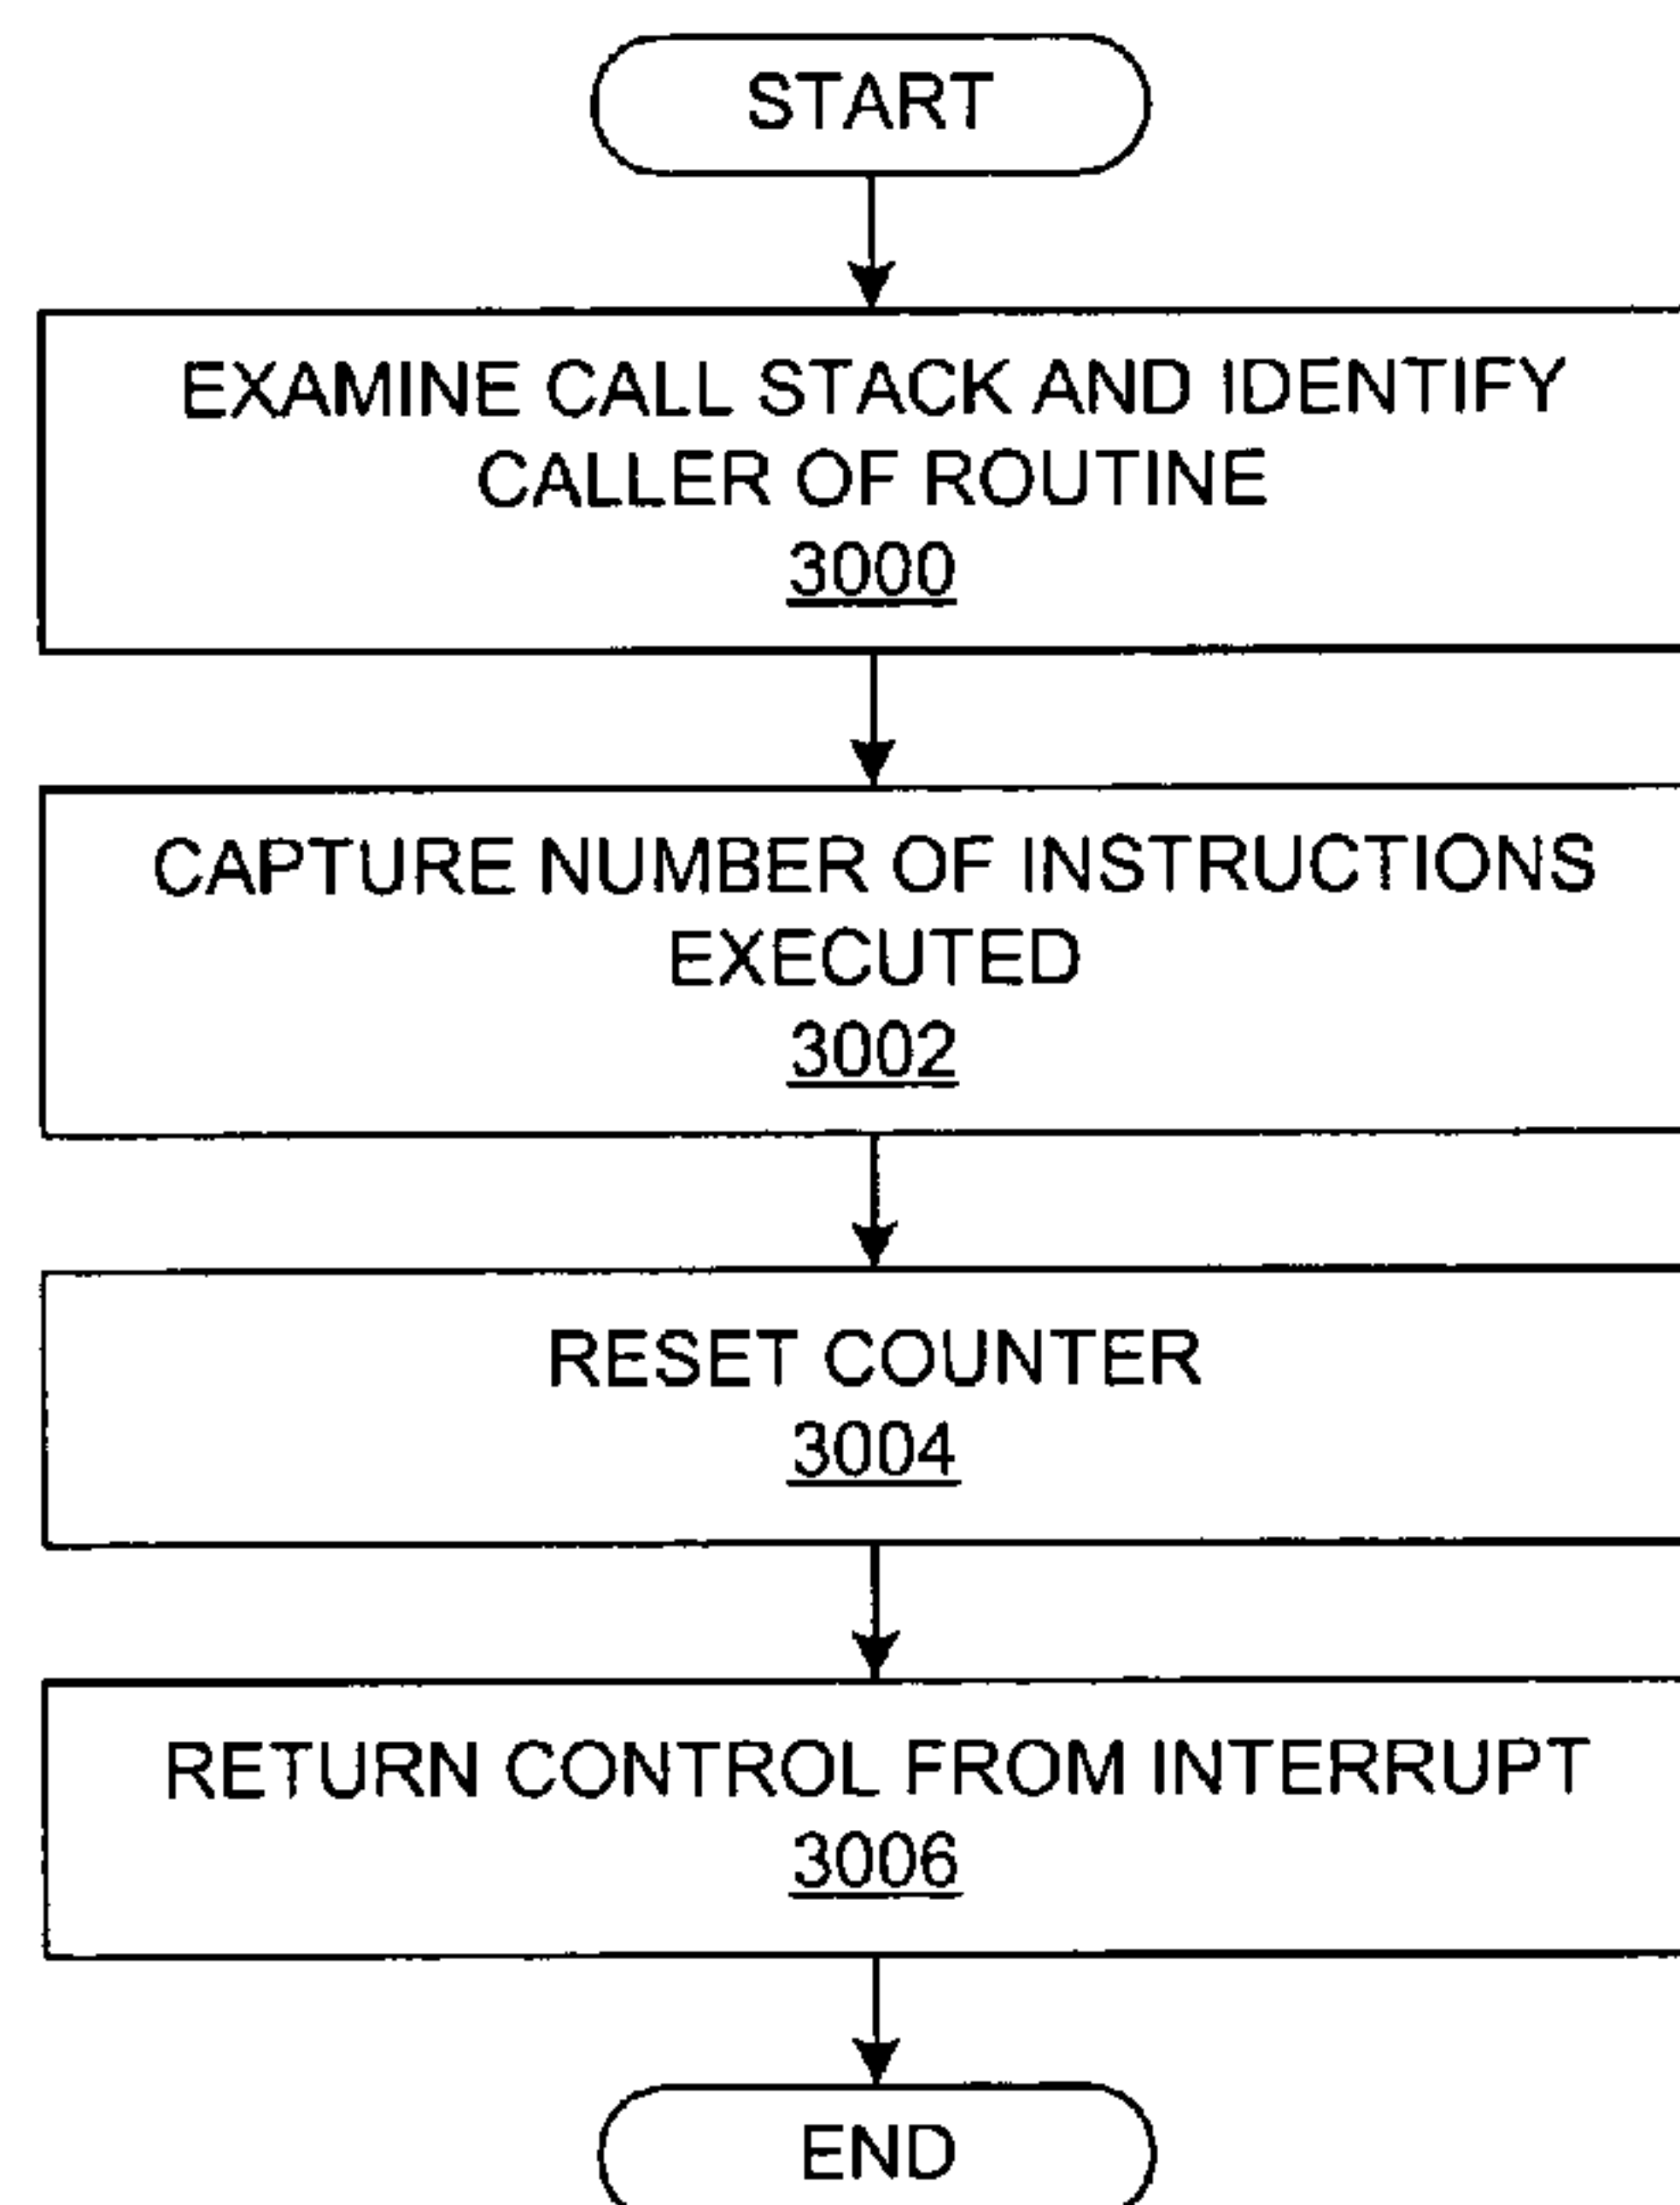 START
EXAMINE CALL STACK AND IDENTIFY
CALLER OF ROUTINE
3000
CAPTURE NUMBER OF INSTRUCTIONS
EXECUTED
3002
RESET COUNTER
3004
RETURN CONTROL FROM INTERRUPT
3006
END